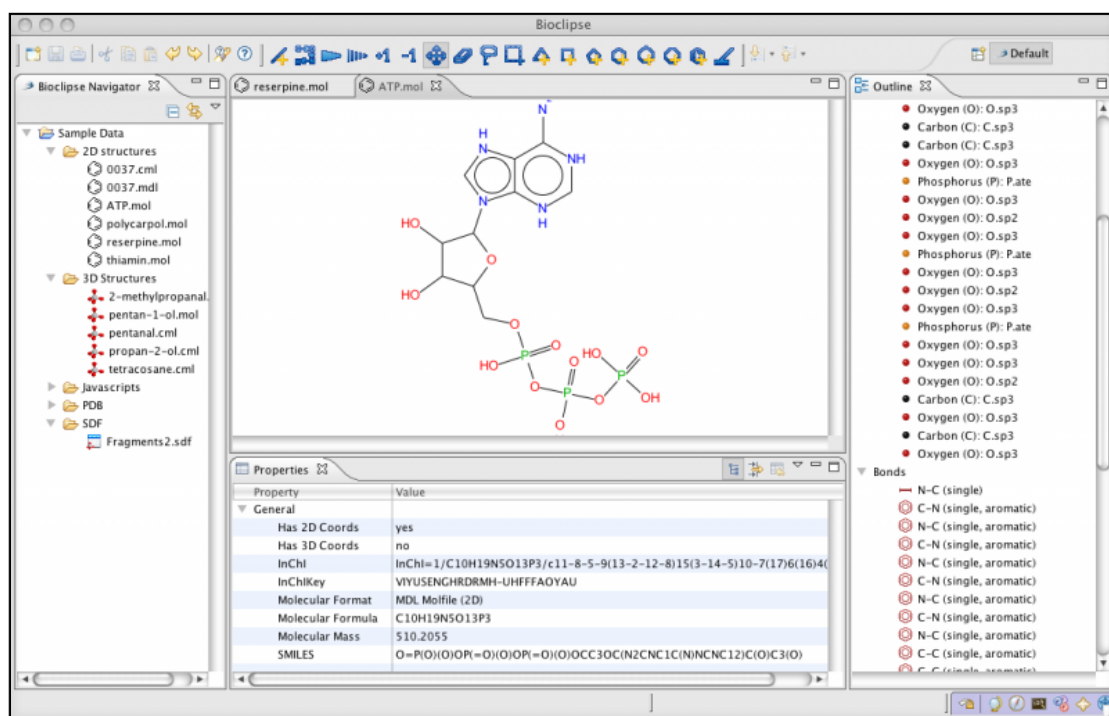 Bioclipse
+1 -1
Default
Bioclipse Navigator
Sample Data
2D structures
0037.cml
0037.mdl
ATP.mol
polycarpol.mol
reserpine.mol
thiamin.mol
3D Structures
2-methylpropanal.
pentan-1-ol.mol
pentanal.cml
propan-2-ol.cml
tetracosane.cml
Javascripts
PDB
SDF
Fragments2.sdf
reserpine.mol
ATP.mol
N
H
N
NH
N
N
H
HO
O
HO
O
HO
P
O
O
P
O
O
O
HO
P
O
OH
Properties
Property Value
General
Has 2D Coords yes
Has 3D Coords no
InChI InChI=1/C10H19N5O13P3/c11-8-5-9(13-2-12-8)15(3-14-5)10-7(17)6(16)4(
InChIKey VIYUSENGHRDRMH-UHFFFAOYAU
Molecular Format MDL Molfile (2D)
Molecular Formula C10H19N5O13P3
Molecular Mass 510.2055
SMILES O=P(O)(O)OP(=O)(O)OP(=O)(O)OCC3OC(N2CNC1C(N)NCNC12)C(O)C3(O)
Outline
Oxygen (O): O.sp3
Carbon (C): C.sp3
Carbon (C): C.sp3
Oxygen (O): O.sp3
Phosphorus (P): P.ate
Oxygen (O): O.sp3
Oxygen (O): O.sp2
Oxygen (O): O.sp3
Phosphorus (P): P.ate
Oxygen (O): O.sp3
Oxygen (O): O.sp2
Oxygen (O): O.sp3
Phosphorus (P): P.ate
Oxygen (O): O.sp3
Oxygen (O): O.sp3
Oxygen (O): O.sp2
Carbon (C): C.sp3
Oxygen (O): O.sp3
Carbon (C): C.sp3
Oxygen (O): O.sp3
Bonds
N-C (single)
C-N (single, aromatic)
N-C (single, aromatic)
C-N (single, aromatic)
N-C (single, aromatic)
C-N (single, aromatic)
N-C (single, aromatic)
C-N (single, aromatic)
N-C (single, aromatic)
C-C (single, aromatic)
C-C (single, aromatic)